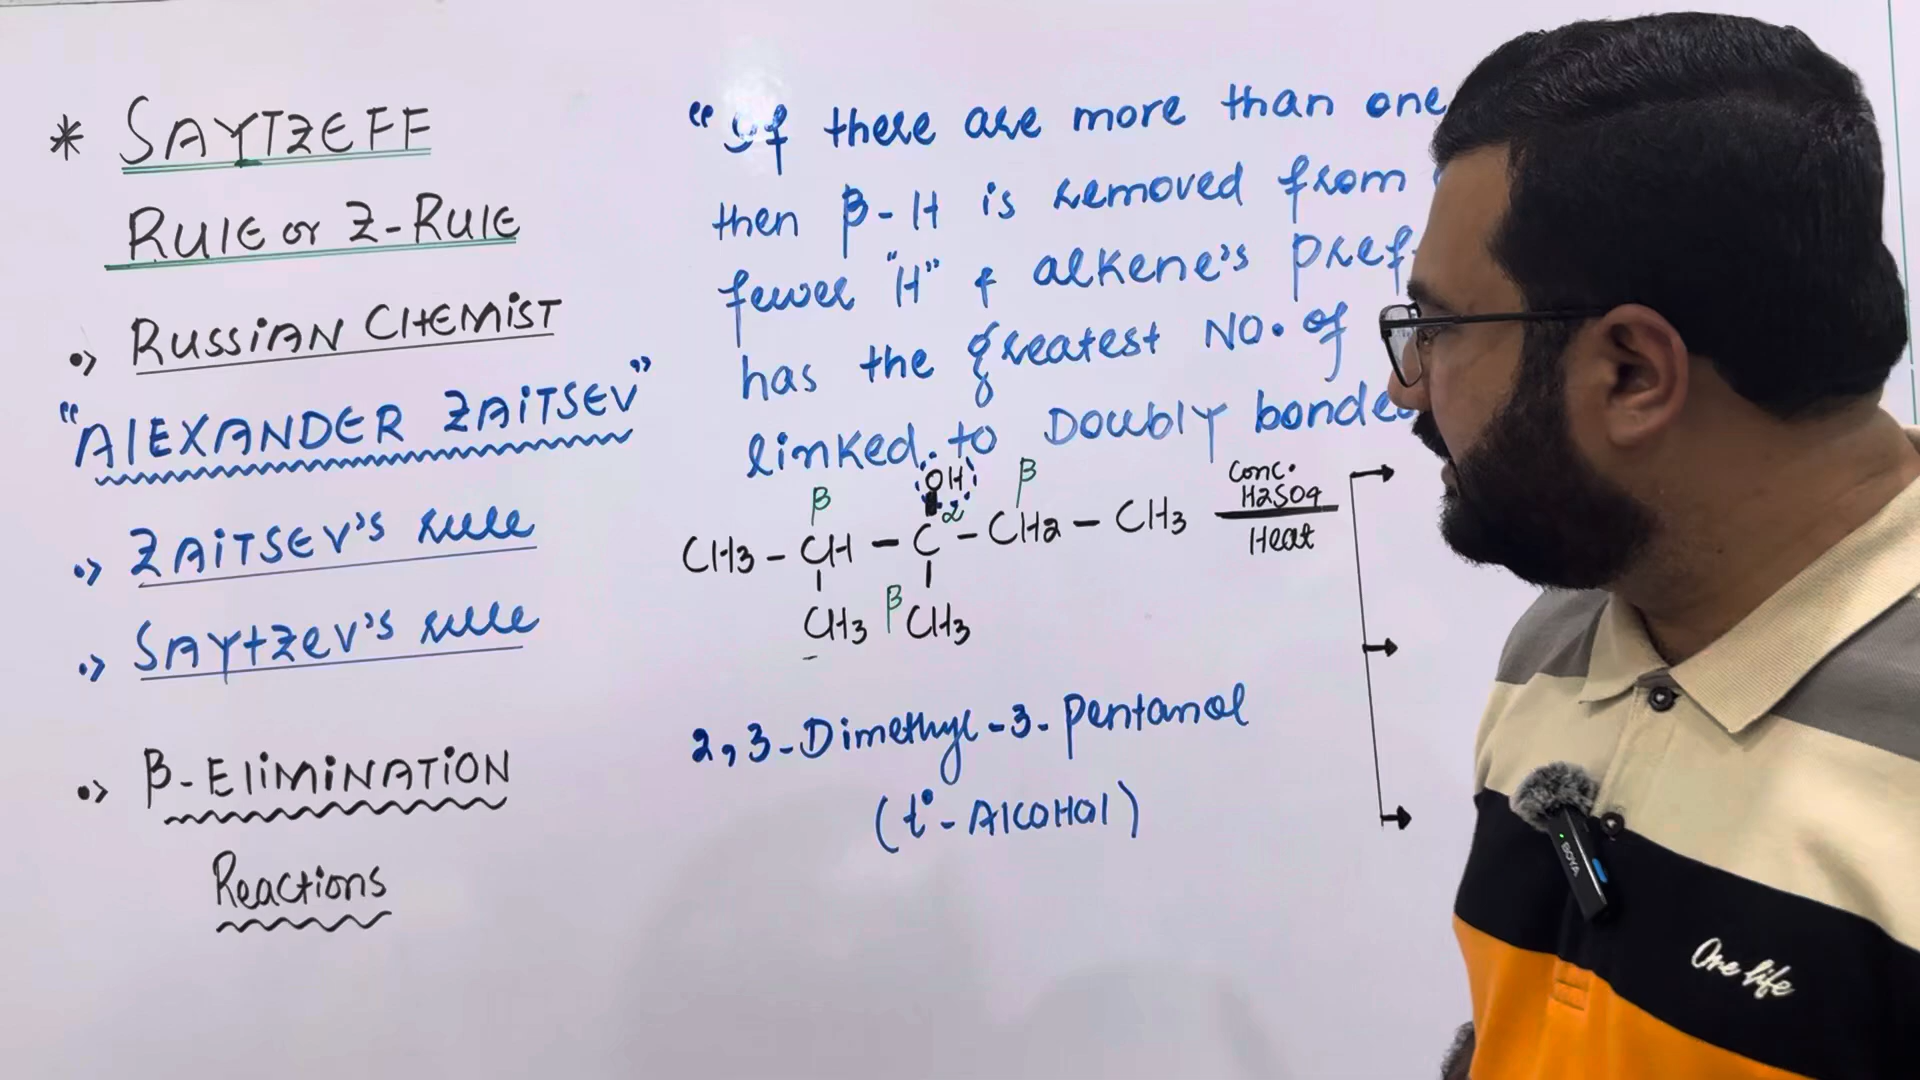 * SAYTZEFF
RULE or Z-RULE
RUSSIAN CHEMIST
"ALEXANDER ZAITSEV"
ZAITSEV's rule
SAYtzev's rule
β-ELIMINATION
Reactions
"If there are more than one
then β-H is removed from
fewer "H" & alkene's pref
has the greatest NO. of
linked to Doubly bonded
β OH β
CH3-CH-C-CH2-CH3
CH3 β CH3
Conc.
H2SO4
Heat
2,3-Dimethyl-3-pentanol
(t°-Alcohol)
BOYA
One life